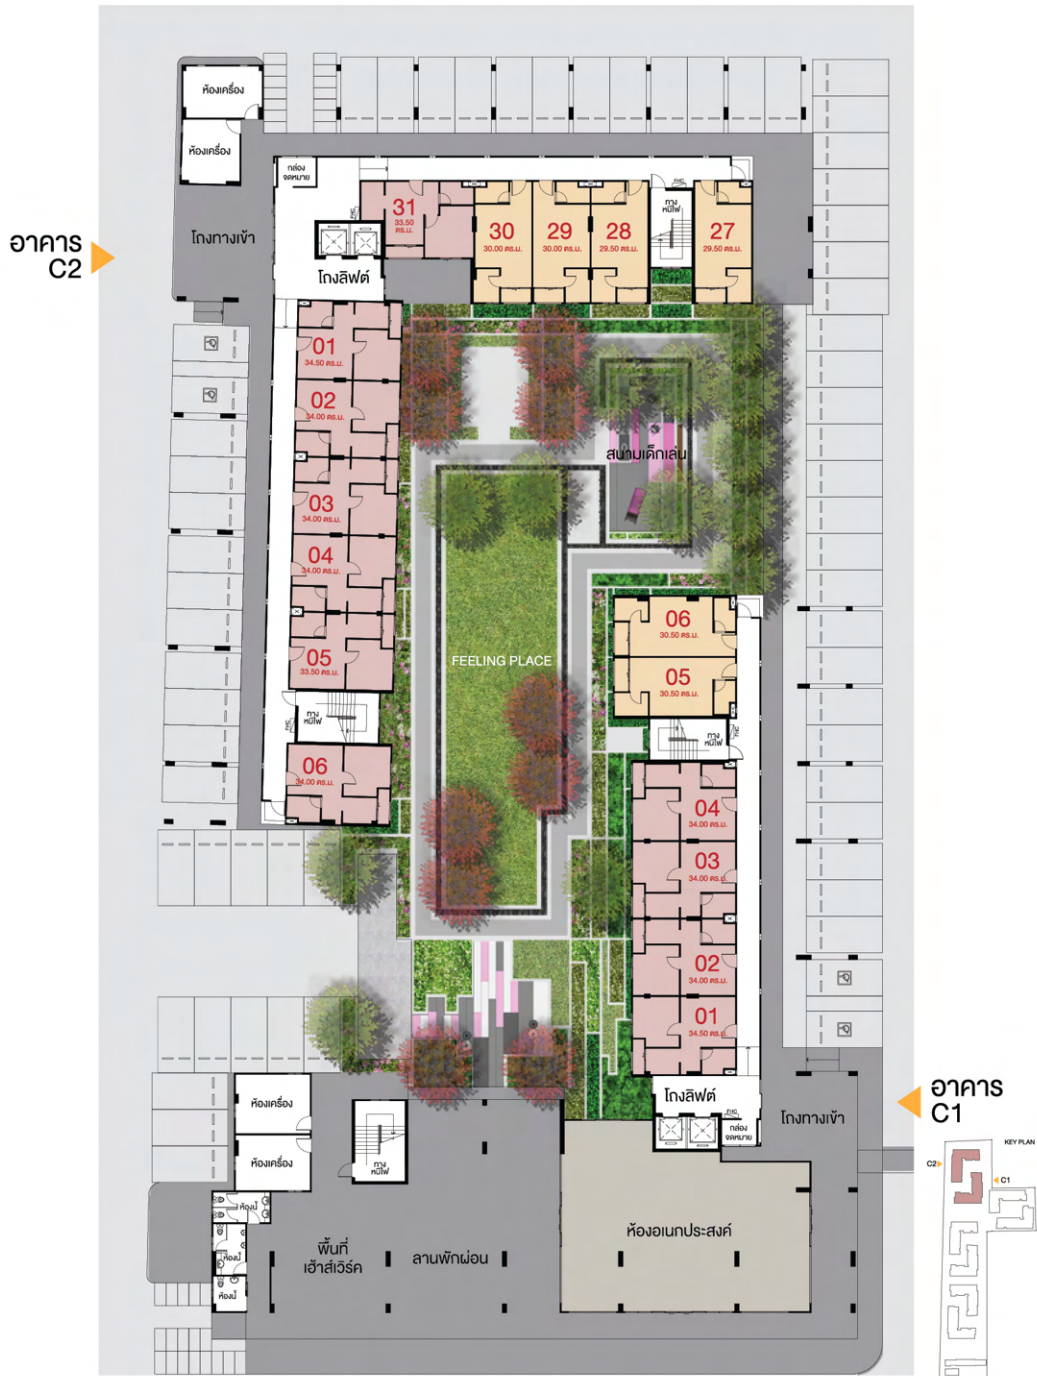 ห้องเครื่อง
ห้องเครื่อง
กล่อง
จดหมาย
FHC
31
33.50
ตร.ม.
30
30.00 ตร.ม.
29
30.00 ตร.ม.
28
29.50 ตร.ม.
FHC
ทาง
หนีไฟ
27
29.50 ตร.ม.
อาคาร
C2
โถงทางเข้า
โถงลิฟต์
01
34.50 ตร.ม.
02
34.00 ตร.ม.
03
34.00 ตร.ม.
04
34.00 ตร.ม.
05
33.50 ตร.ม.
ทาง
หนีไฟ
FHC
06
34.00 ตร.ม.
สนามเด็กเล่น
FEELING PLACE
06
30.50 ตร.ม.
05
30.50 ตร.ม.
ทาง
หนีไฟ
FHC
04
34.00 ตร.ม.
03
34.00 ตร.ม.
02
34.00 ตร.ม.
01
34.50 ตร.ม.
โถงลิฟต์
FHC
กล่อง
จดหมาย
โถงทางเข้า
อาคาร
C1
KEY PLAN
C2
C1
ห้องเครื่อง
ห้องเครื่อง
ทาง
หนีไฟ
ห้องน้ำ
ห้องน้ำ
ห้องน้ำ
พื้นที่
เฮ้าส์เวิร์ค
ลานพักผ่อน
ห้องอเนกประสงค์